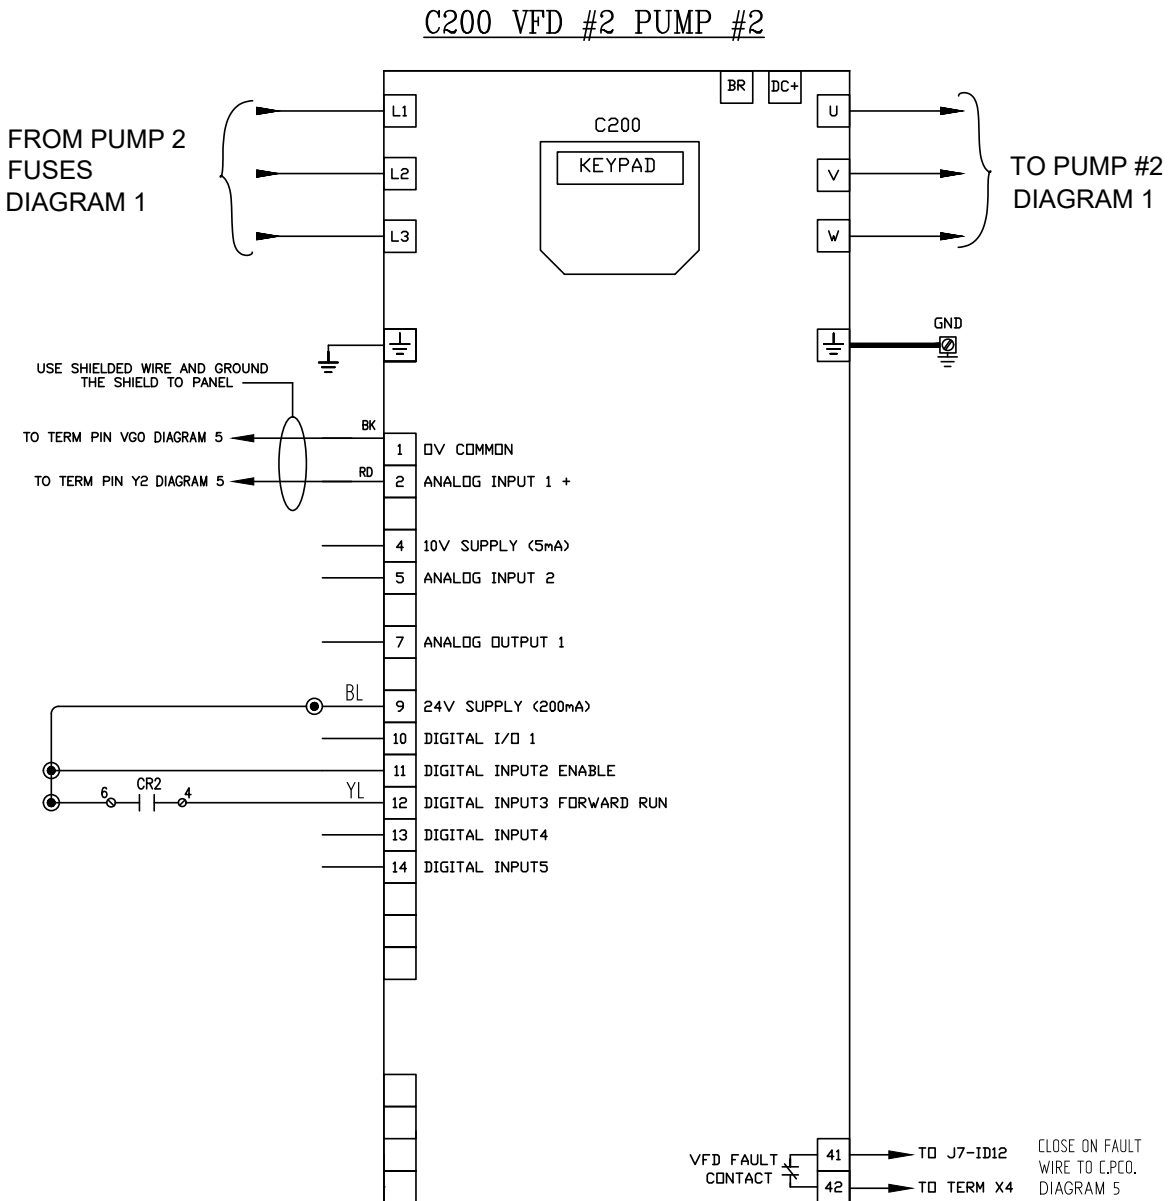 C200 VFD #2 PUMP #2
BR DC+
L1
U
FROM PUMP 2
FUSES
DIAGRAM 1
C200
KEYPAD
L2
V
TO PUMP #2
DIAGRAM 1
L3
W
GND
USE SHIELDED WIRE AND GROUND
THE SHIELD TO PANEL
BK
TO TERM PIN VG0 DIAGRAM 5
1 0V COMMON
RD
TO TERM PIN Y2 DIAGRAM 5
2 ANALOG INPUT 1 +
4 10V SUPPLY (5mA)
5 ANALOG INPUT 2
7 ANALOG OUTPUT 1
BL
9 24V SUPPLY (200mA)
10 DIGITAL I/O 1
11 DIGITAL INPUT2 ENABLE
6 CR2 4
YL
12 DIGITAL INPUT3 FORWARD RUN
13 DIGITAL INPUT4
14 DIGITAL INPUT5
VFD FAULT
CONTACT
41 TO J7-ID12
42 TO TERM X4
CLOSE ON FAULT
WIRE TO C.PCO.
DIAGRAM 5